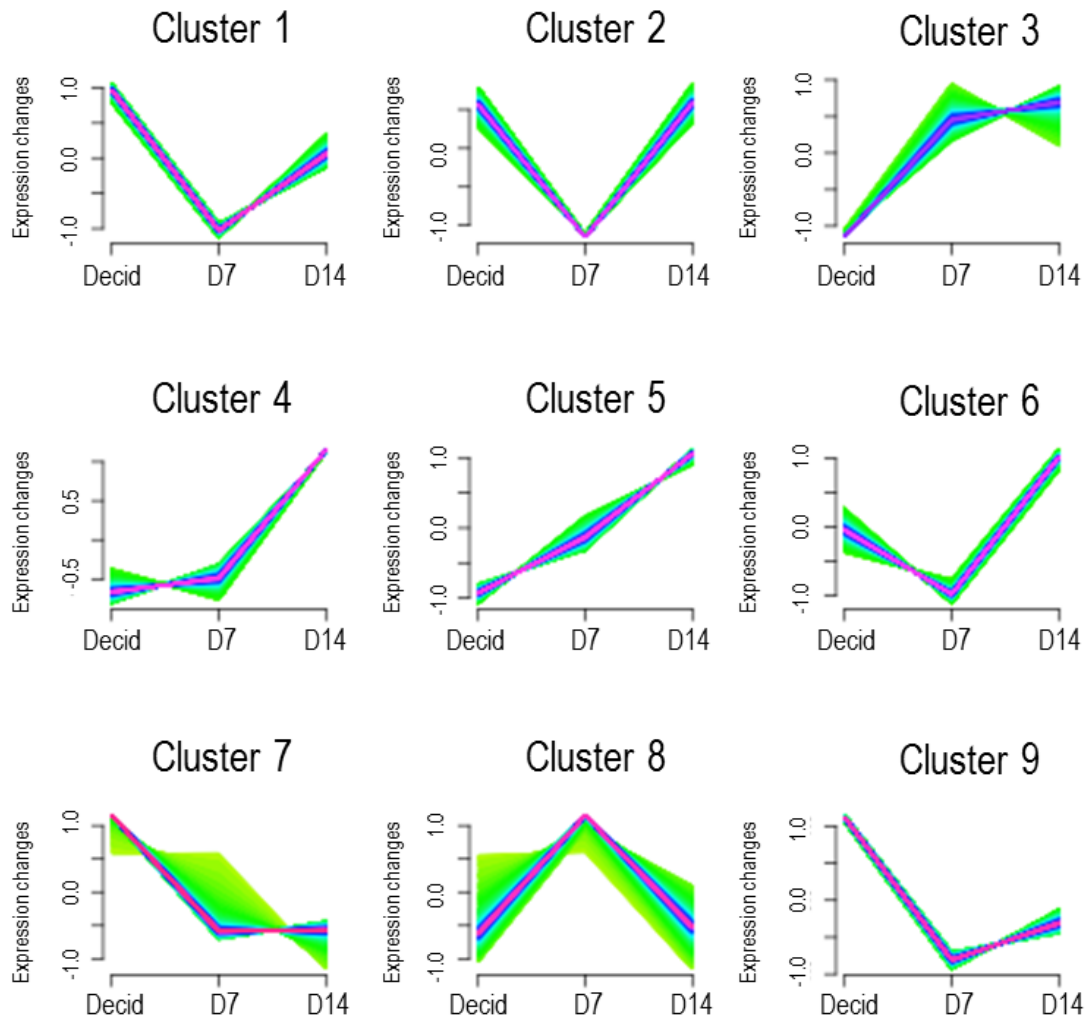 Cluster 1
Expression changes
1.0
0.0
-1.0
Decid D7 D14
Cluster 2
Expression changes
0.0
-1.0
Decid D7 D14
Cluster 3
Expression changes
1.0
0.0
-1.0
Decid D7 D14
Cluster 4
Expression changes
0.5
-0.5
Decid D7 D14
Cluster 5
Expression changes
1.0
0.0
-1.0
Decid D7 D14
Cluster 6
Expression changes
1.0
0.0
-1.0
Decid D7 D14
Cluster 7
Expression changes
1.0
0.0
-1.0
Decid D7 D14
Cluster 8
Expression changes
1.0
0.0
-1.0
Decid D7 D14
Cluster 9
Expression changes
1.0
0.0
-1.0
Decid D7 D14